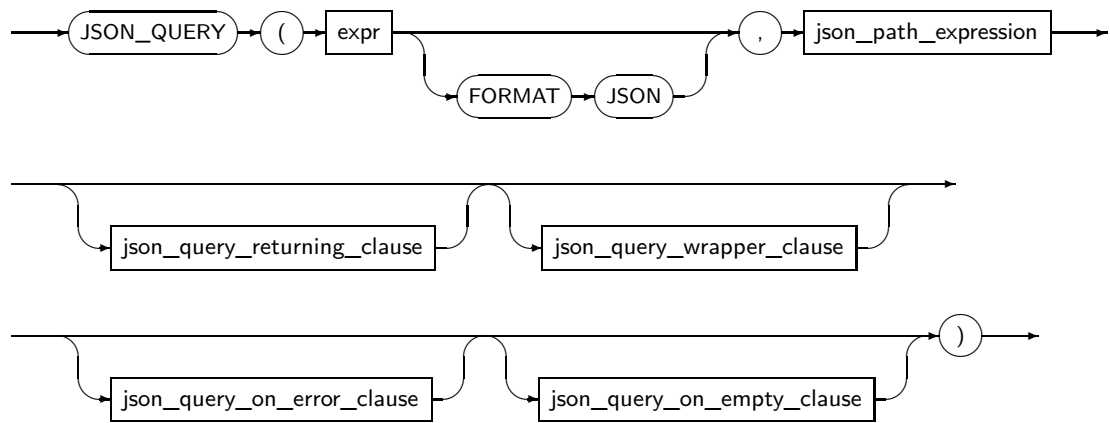 JSON_QUERY ( expr , json_path_expression
FORMAT JSON
json_query_returning_clause json_query_wrapper_clause
)
json_query_on_error_clause json_query_on_empty_clause